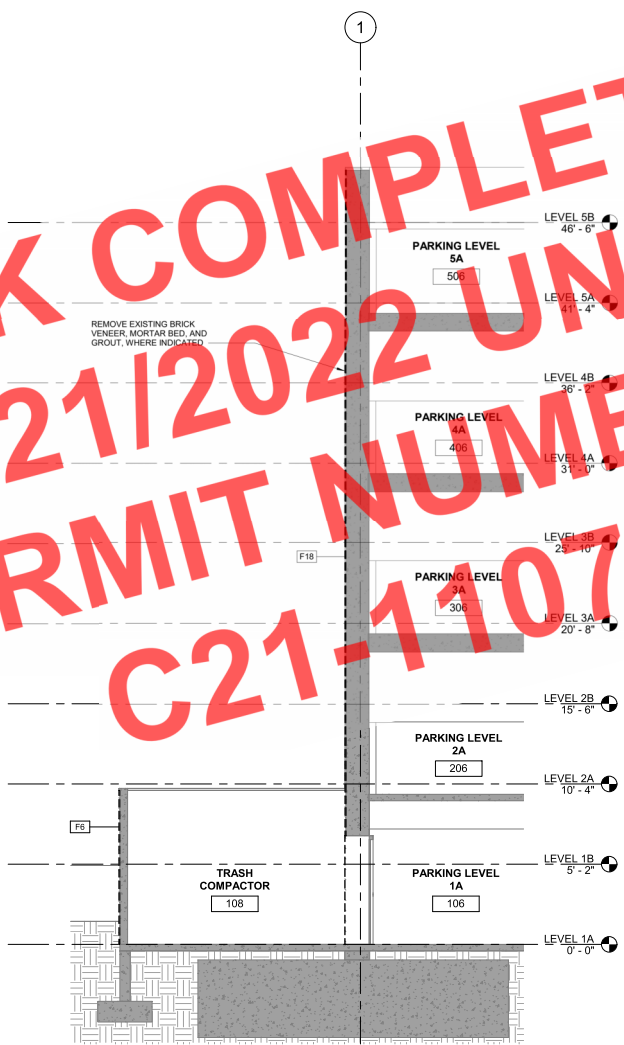 1
K COMPLET
21/2022 UN
RMIT NUME
C21-1107
LEVEL 5B
46' - 6"
PARKING LEVEL
5A
506
LEVEL 5A
41' - 4"
REMOVE EXISTING BRICK
VENEER, MORTAR BED, AND
GROUT, WHERE INDICATED
LEVEL 4B
36' - 2"
PARKING LEVEL
4A
406
LEVEL 4A
31' - 0"
LEVEL 3B
25' - 10"
F18
PARKING LEVEL
3A
306
LEVEL 3A
20' - 8"
LEVEL 2B
15' - 6"
PARKING LEVEL
2A
206
LEVEL 2A
10' - 4"
F6
LEVEL 1B
5' - 2"
TRASH
COMPACTOR
108
PARKING LEVEL
1A
106
LEVEL 1A
0' - 0"